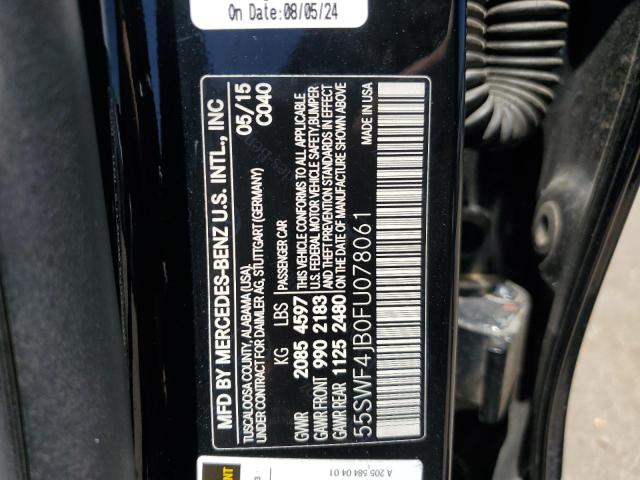 On Date:08/05/24
MFD BY MERCEDES-BENZ U.S. INTL., INC
TUSCALOOSA COUNTY, ALABAMA (USA),
UNDER CONTRACT FOR DAIMLER AG, STUTTGART (GERMANY)
05/15
C040
KG LBS PASSENGER CAR
GVWR 2085 4597
GAWR FRONT 990 2183
GAWR REAR 1125 2480
THIS VEHICLE CONFORMS TO ALL APPLICABLE
U.S. FEDERAL MOTOR VEHICLE SAFETY, BUMPER
AND THEFT PREVENTION STANDARDS IN EFFECT
ON THE DATE OF MANUFACTURE SHOWN ABOVE
55SWF4JB0FU078061
MADE IN USA
A 205 584 04 01